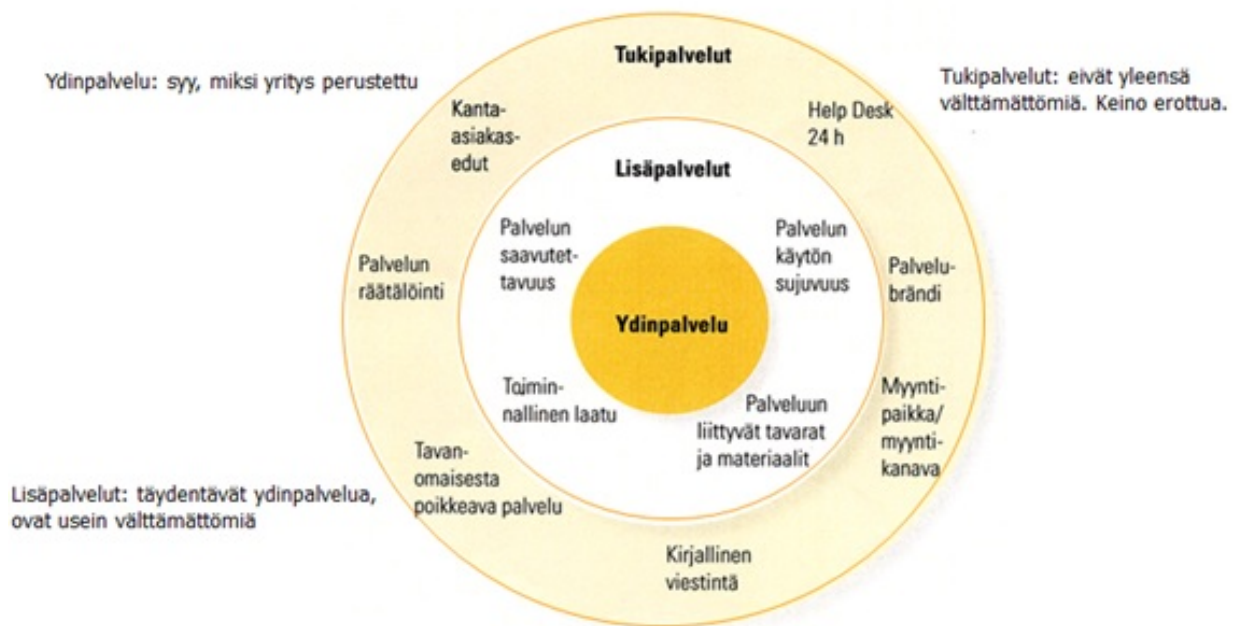 Tukipalvelut
Ydinpalvelu: syy, miksi yritys perustettu
Tukipalvelut: eivät yleensä
välttämättömiä. Keino erottua.
Kanta-
asiakas-
edut
Help Desk
24 h
Lisäpalvelut
Palvelun
saavutet-
tavuus
Palvelun
käytön
sujuvuus
Palvelun
räätälöinti
Palvelu-
brändi
Ydinpalvelu
Toimin-
nallinen laatu
Palveluun
liittyvät tavarat
ja materiaalit
Myynti-
paikka/
myynti-
kanava
Tavan-
omaisesta
poikkeava palvelu
Lisäpalvelut: täydentävät ydinpalvelua,
ovat usein välttämättömiä
Kirjallinen
viestintä